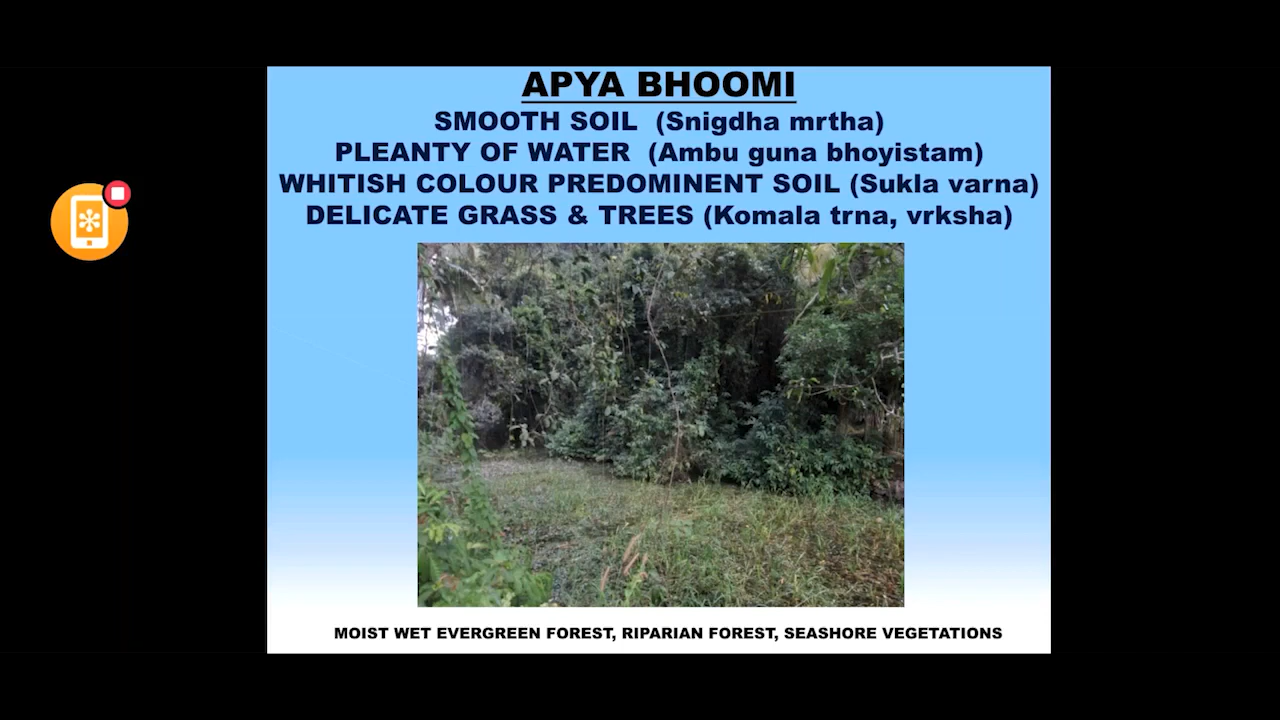 APYA BHOOMI
SMOOTH SOIL (Snigdha mrtha)
PLEANTY OF WATER (Ambu guna bhoyistam)
WHITISH COLOUR PREDOMINENT SOIL (Sukla varna)
DELICATE GRASS & TREES (Komala trna, vrksha)
MOIST WET EVERGREEN FOREST, RIPARIAN FOREST, SEASHORE VEGETATIONS